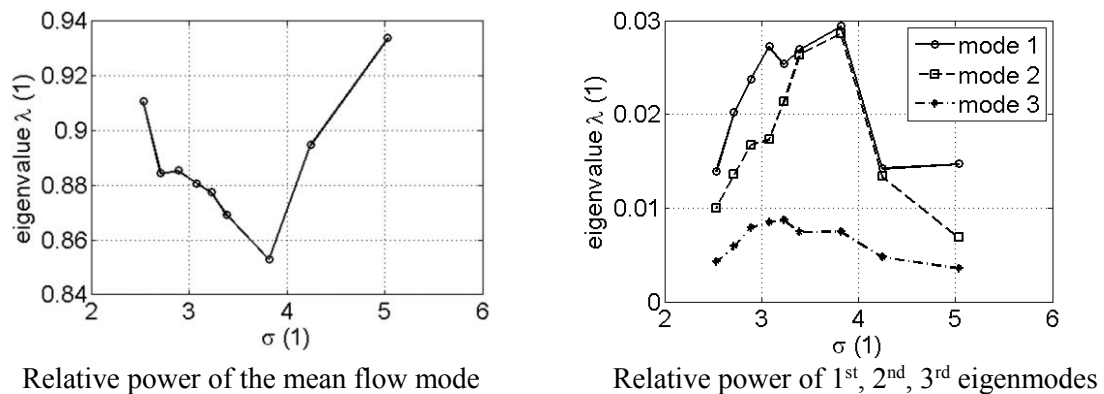 0.94
0.92
0.9
0.88
0.86
0.84
2 3 4 5 6
eigenvalue λ (1)
σ (1)
Relative power of the mean flow mode
0.03
0.02
0.01
0
2 3 4 5 6
eigenvalue λ (1)
σ (1)
mode 1
mode 2
mode 3
Relative power of 1st, 2nd, 3rd eigenmodes